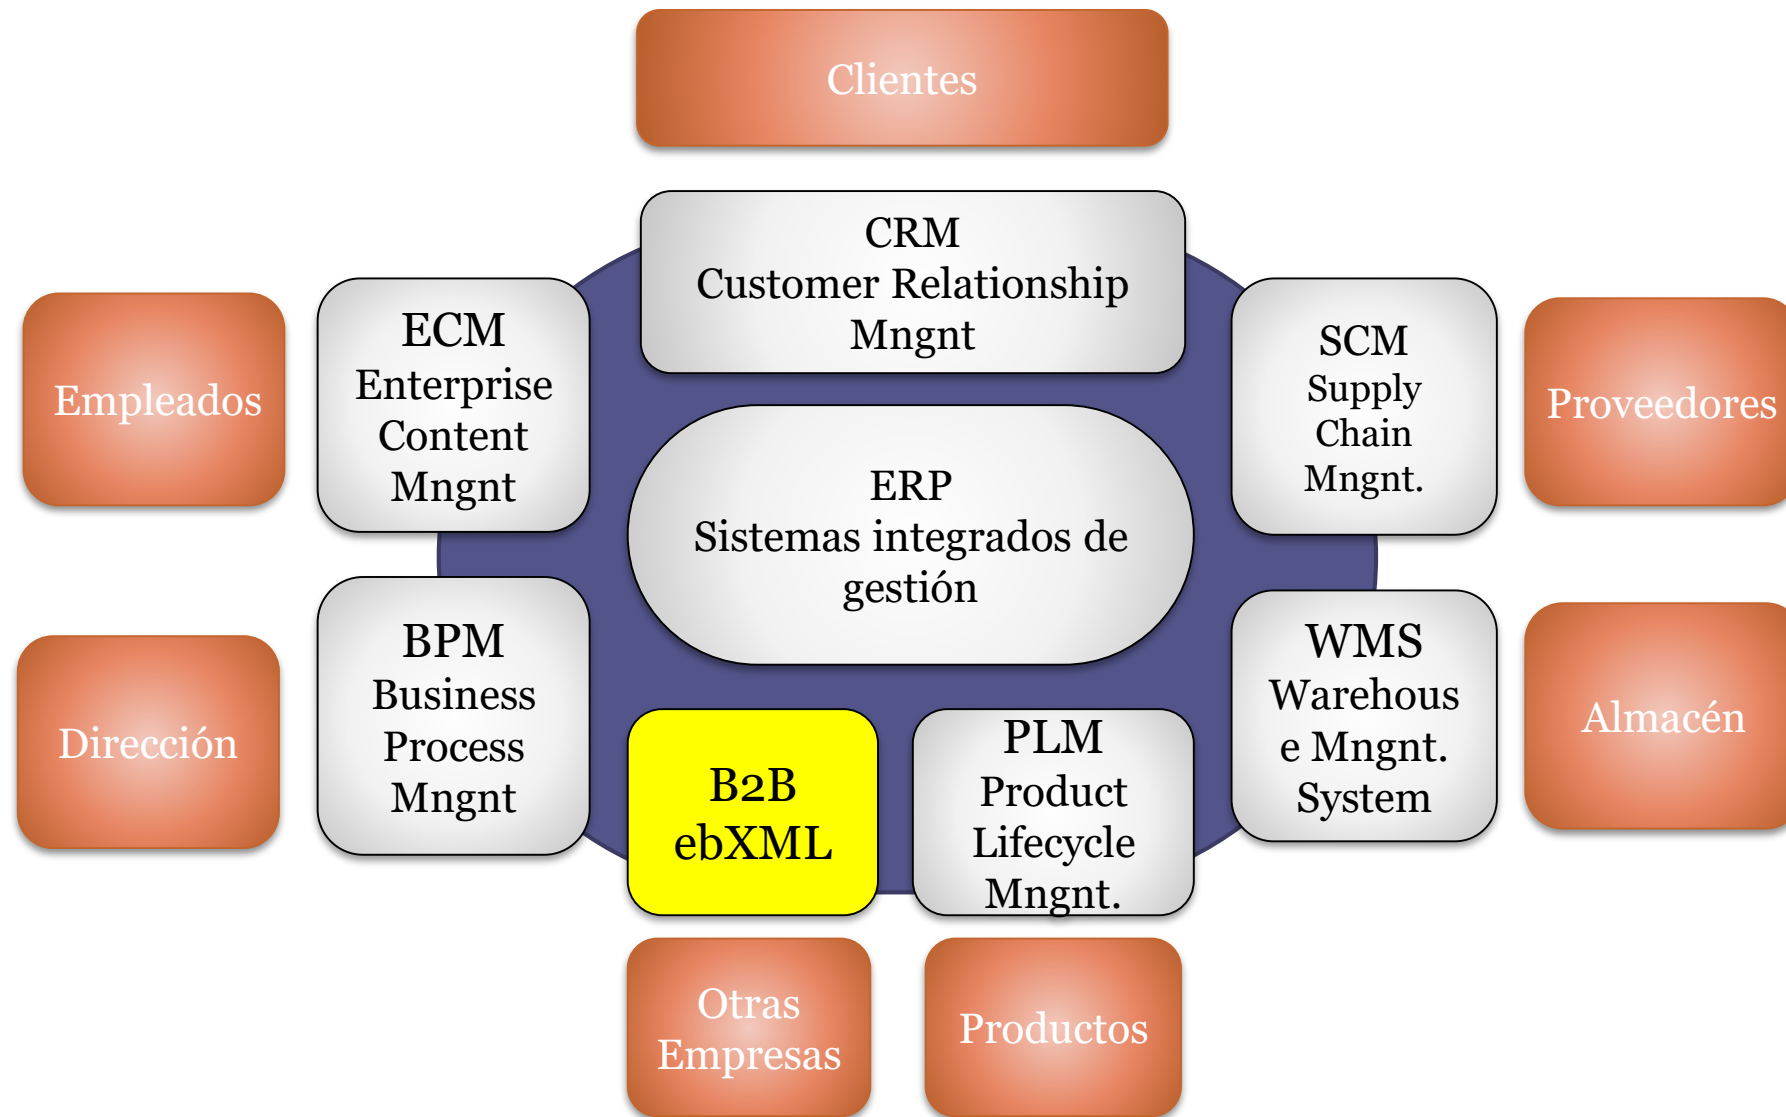 Clientes
CRM
Customer Relationship
Mngnt
Empleados
ECM
Enterprise
Content
Mngnt
SCM
Supply
Chain
Mngnt.
Proveedores
ERP
Sistemas integrados de
gestión
Dirección
BPM
Business
Process
Mngnt
WMS
Warehous
e Mngnt.
System
Almacén
B2B
ebXML
PLM
Product
Lifecycle
Mngnt.
Otras
Empresas
Productos